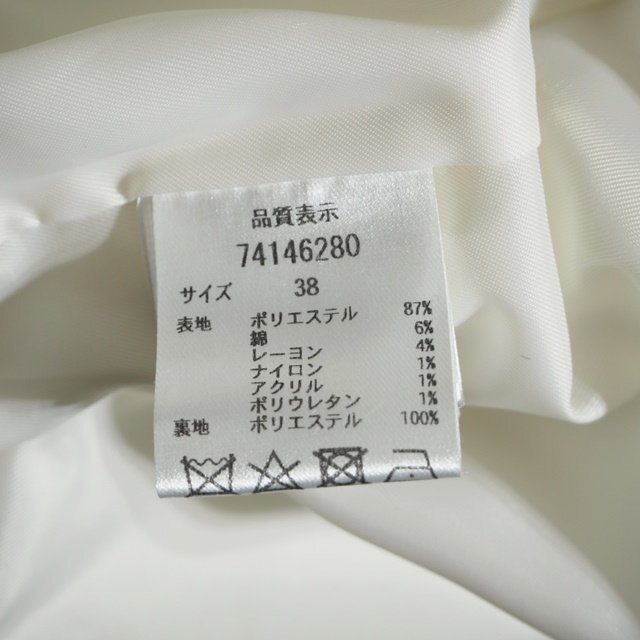 品質表示
74146280
サイズ 38
表地 ポリエステル 87%
綿 6%
レーヨン 4%
ナイロン 1%
アクリル 1%
ポリウレタン 1%
裏地 ポリエステル 100%